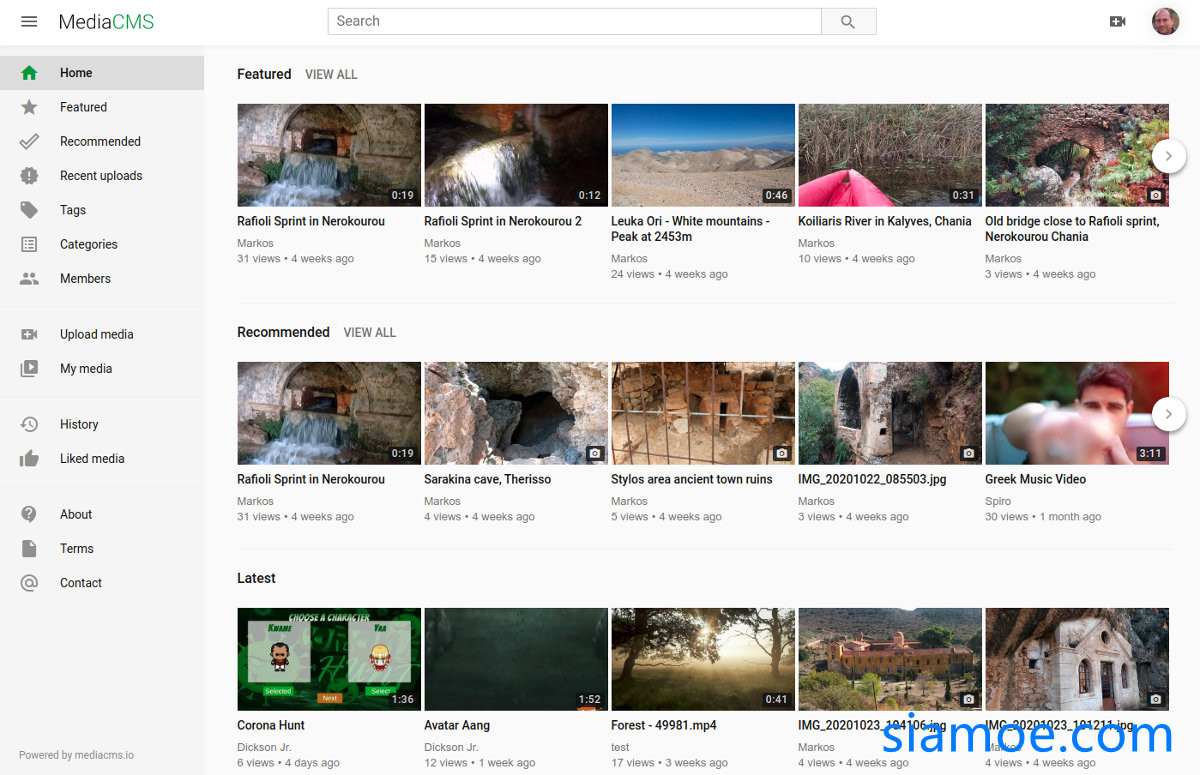 MediaCMS
Search
Home
Featured
Recommended
Recent uploads
Tags
Categories
Members
Upload media
My media
History
Liked media
About
Terms
Contact
Powered by mediacms.io
Featured VIEW ALL
0:19
0:12
0:46
0:31
Rafioli Sprint in Nerokourou
Markos
31 views • 4 weeks ago
Rafioli Sprint in Nerokourou 2
Markos
15 views • 4 weeks ago
Leuka Ori - White mountains -
Peak at 2453m
Markos
24 views • 4 weeks ago
Koiliaris River in Kalyves, Chania
Markos
10 views • 4 weeks ago
Old bridge close to Rafioli sprint,
Nerokourou Chania
Markos
3 views • 4 weeks ago
Recommended VIEW ALL
0:19
3:11
Rafioli Sprint in Nerokourou
Markos
31 views • 4 weeks ago
Sarakina cave, Therisso
Markos
4 views • 4 weeks ago
Stylos area ancient town ruins
Markos
5 views • 4 weeks ago
IMG_20201022_085503.jpg
Markos
3 views • 4 weeks ago
Greek Music Video
Spiro
30 views • 1 month ago
Latest
CHOOSE A CHARACTER
Kwame
Yaa
Selected
Next
Select
1:36
1:52
0:41
Corona Hunt
Dickson Jr.
6 views • 4 days ago
Avatar Aang
Dickson Jr.
12 views • 1 week ago
Forest - 49981.mp4
test
17 views • 3 weeks ago
IMG_20201023_104106.jpg
Markos
4 views • 4 weeks ago
IMG_20201023_101211.jpg
Markos
4 views • 4 weeks ago
siamoe.com